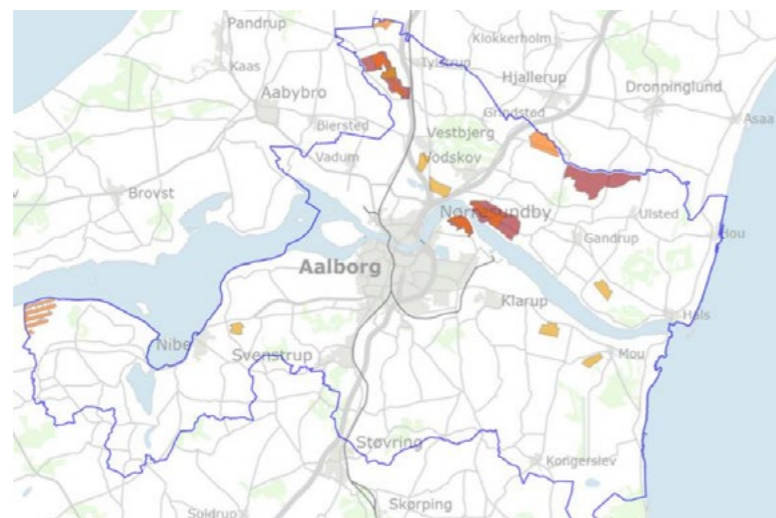 Pandrup
Klokkerholm
Kaas
Tylstrup
Hjallerup
Dronninglund
Aabybro
Grindsted
Asaa
Biersted
Vestbjerg
Vadum
Vodskov
Brovst
Nørresundby
Ulsted
Gandrup
Hou
Aalborg
Klarup
Hals
Nibe
Svenstrup
Mou
Støvring
Kongerslev
Skørping
Suldrup